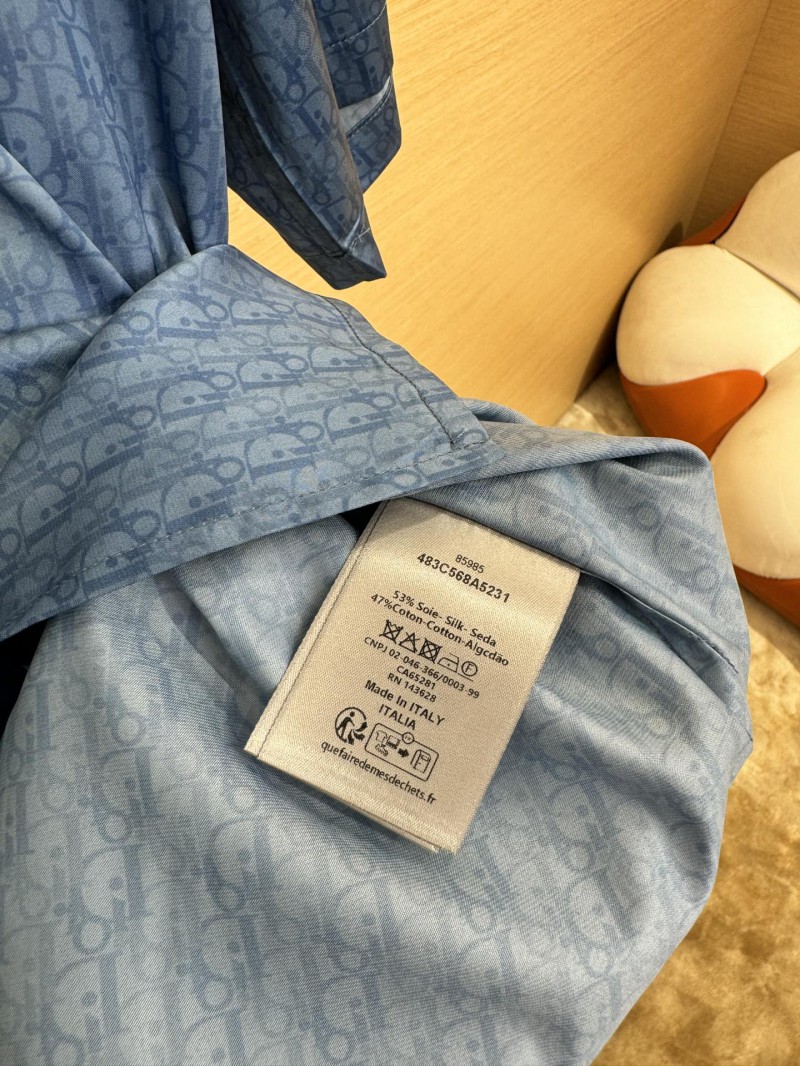 85985
483C568A5231
53% Soie- Silk- Seda
47%Coton-Cotton-Algcdão
CNPJ 02-046-366/0003-99
CA65281
RN 143628
Made In ITALY
ITALIA
quefairedemesdechets.fr